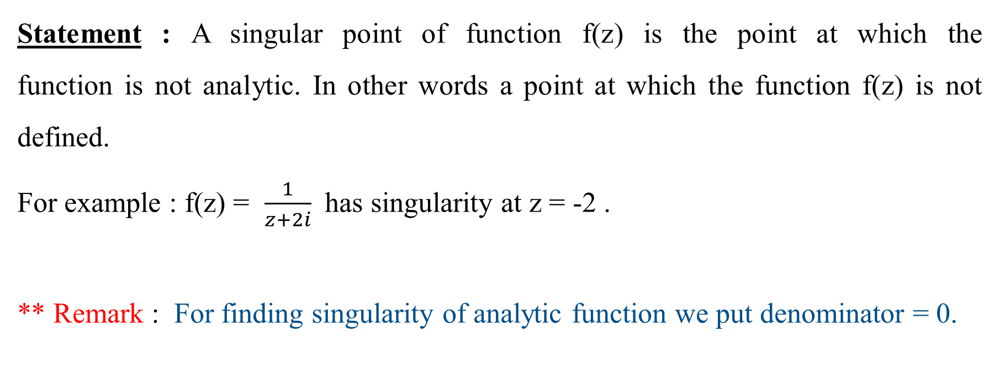 Statement : A singular point of function f(z) is the point at which the
function is not analytic. In other words a point at which the function f(z) is not
defined.
For example : f(z) = 1/(z+2i) has singularity at z = -2 .
** Remark : For finding singularity of analytic function we put denominator = 0.